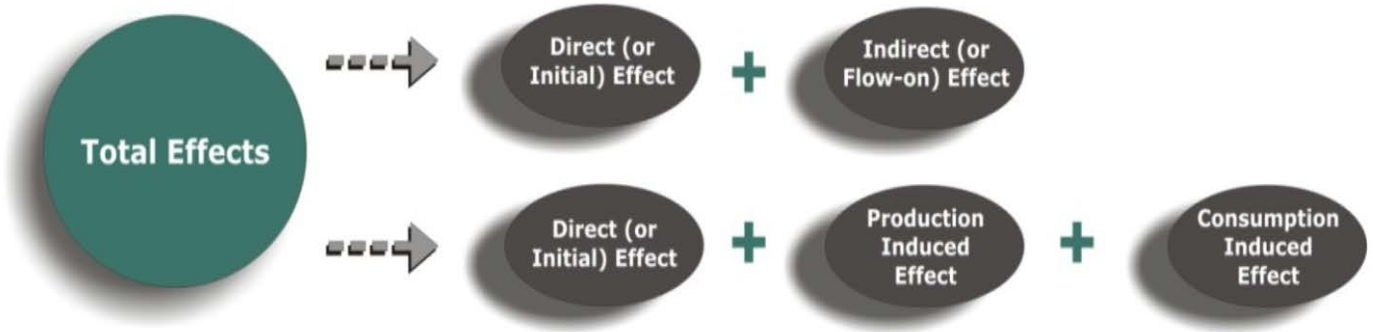 Total Effects
Direct (or
Initial) Effect
+
Indirect (or
Flow-on) Effect
Direct (or
Initial) Effect
+
Production
Induced
Effect
+
Consumption
Induced
Effect